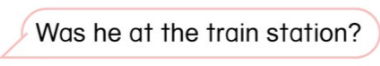 Was he at the train station?